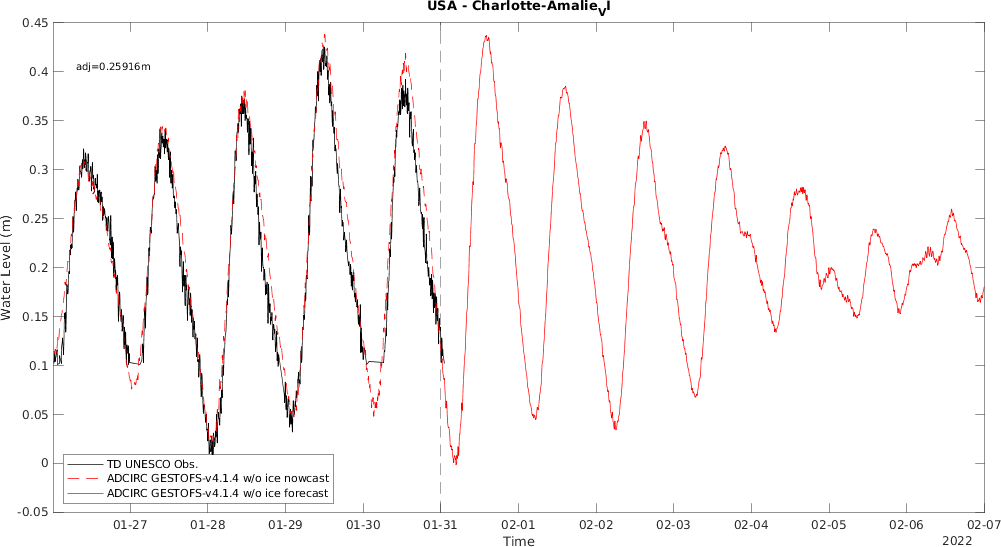 USA - Charlotte-Amalie_VI
0.45
0.4
adj=0.25916m
0.35
0.3
0.25
0.2
0.15
0.1
0.05
0
-0.05
Water Level (m)
TD UNESCO Obs.
ADCIRC GESTOFS-v4.1.4 w/o ice nowcast
ADCIRC GESTOFS-v4.1.4 w/o ice forecast
01-27 01-28 01-29 01-30 01-31 02-01 02-02 02-03 02-04 02-05 02-06 02-07
Time
2022